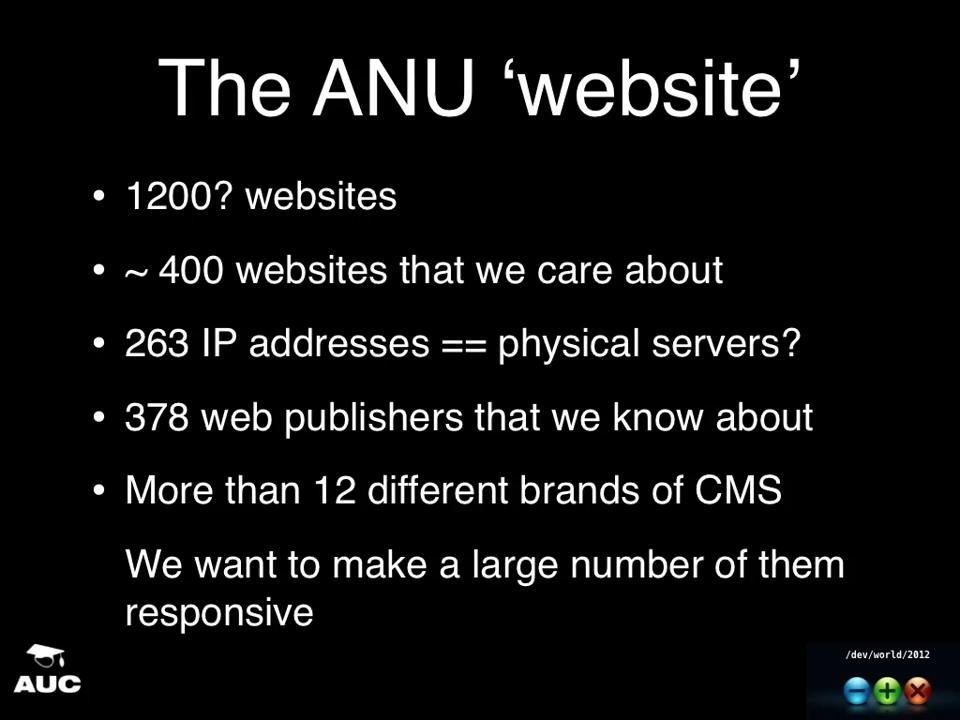 The ANU ‘website’
• 1200? websites
• ~ 400 websites that we care about
• 263 IP addresses == physical servers?
• 378 web publishers that we know about
• More than 12 different brands of CMS
We want to make a large number of them
responsive
AUC
/dev/world/2012